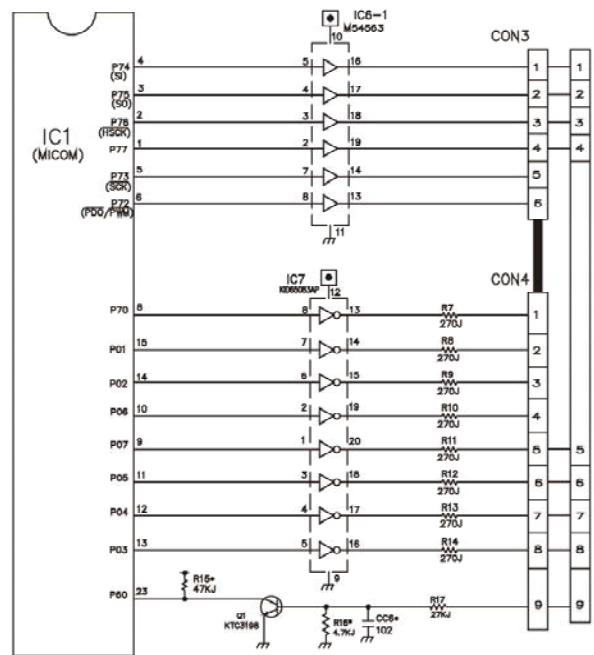 IC6-1
M54563
10
CON3
P74 4 5 16 1 1
(SI)
P75 3 4 17 2 2
(SO)
P76 2 3 18 3 3
(HSCK)
IC1
(MICOM)
P77 1 2 19 4 4
P73 5 7 14 5
(SCK)
P72 6 8 13 6
(PDO/PWM)
11
IC7
KID65083AP
12
CON4
P70 8 8 13 R7 270J 1
P01 15 7 14 R8 270J 2
P02 14 6 15 R9 270J 3
P06 10 2 19 R10 270J 4
P07 9 1 20 R11 270J 5 5
P05 11 3 18 R12 270J 6 6
P04 12 4 17 R13 270J 7 7
P03 13 5 16 R14 270J 8 8
9
P60 23
R15*
47KJ
Q1
KTC3198
R16*
4.7KJ
CC6*
102
R17
27KJ
9 9